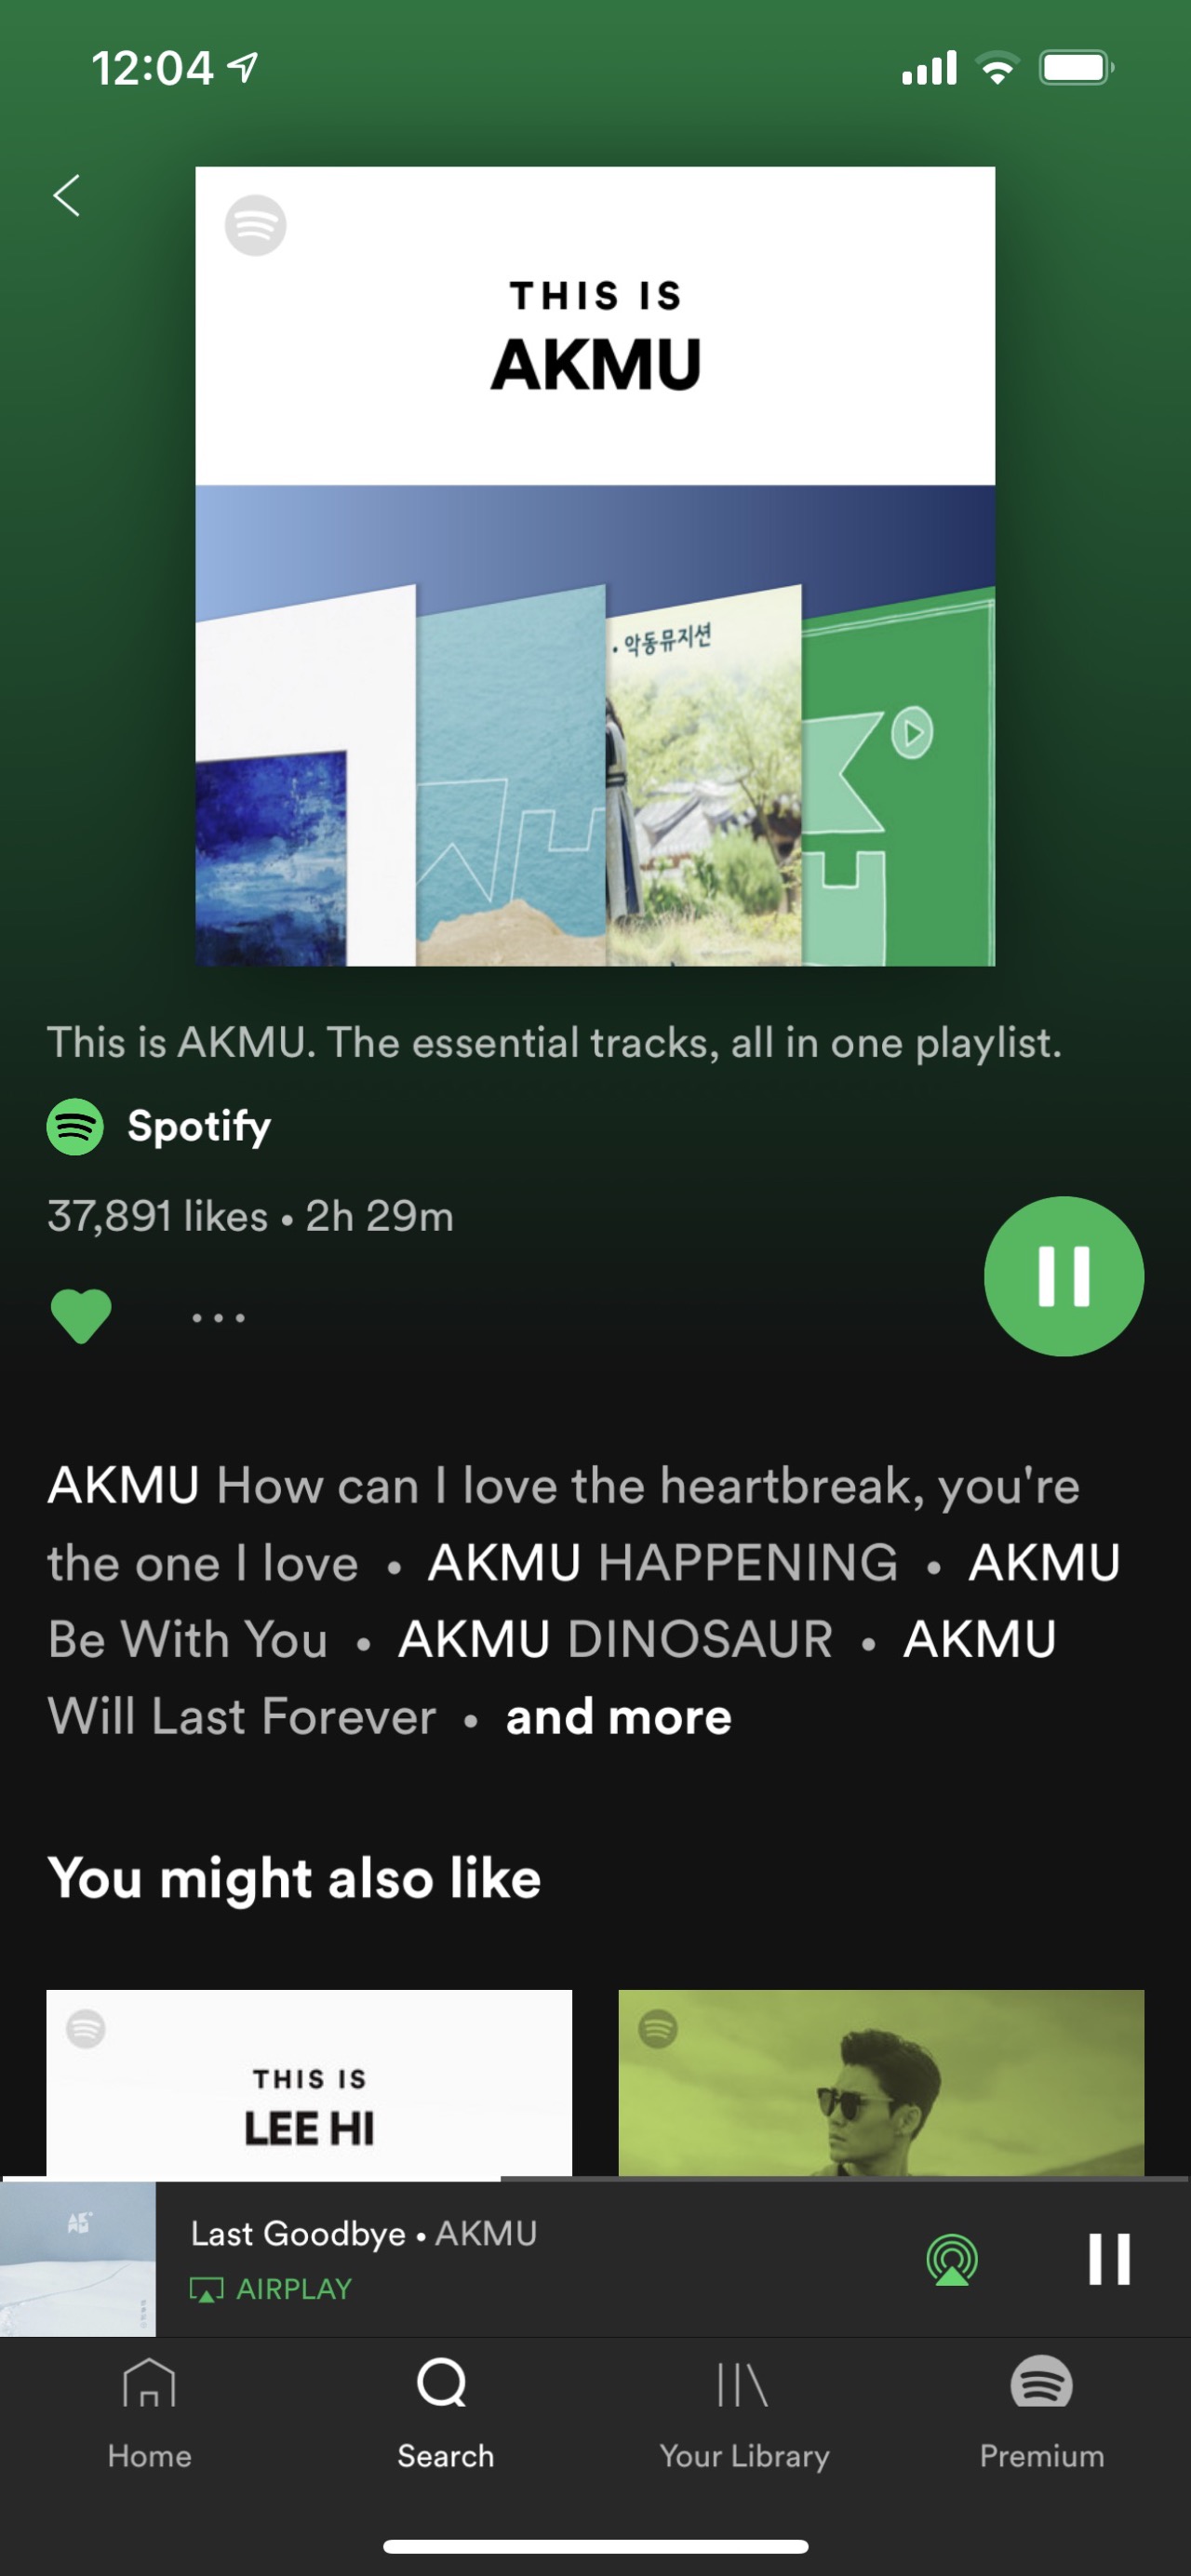 12:04
THIS IS
AKMU
• 악동뮤지션
This is AKMU. The essential tracks, all in one playlist.
Spotify
37,891 likes • 2h 29m
AKMU How can I love the heartbreak, you're
the one I love • AKMU HAPPENING • AKMU
Be With You • AKMU DINOSAUR • AKMU
Will Last Forever • and more
You might also like
THIS IS
LEE HI
Last Goodbye • AKMU
AIRPLAY
Home
Search
Your Library
Premium